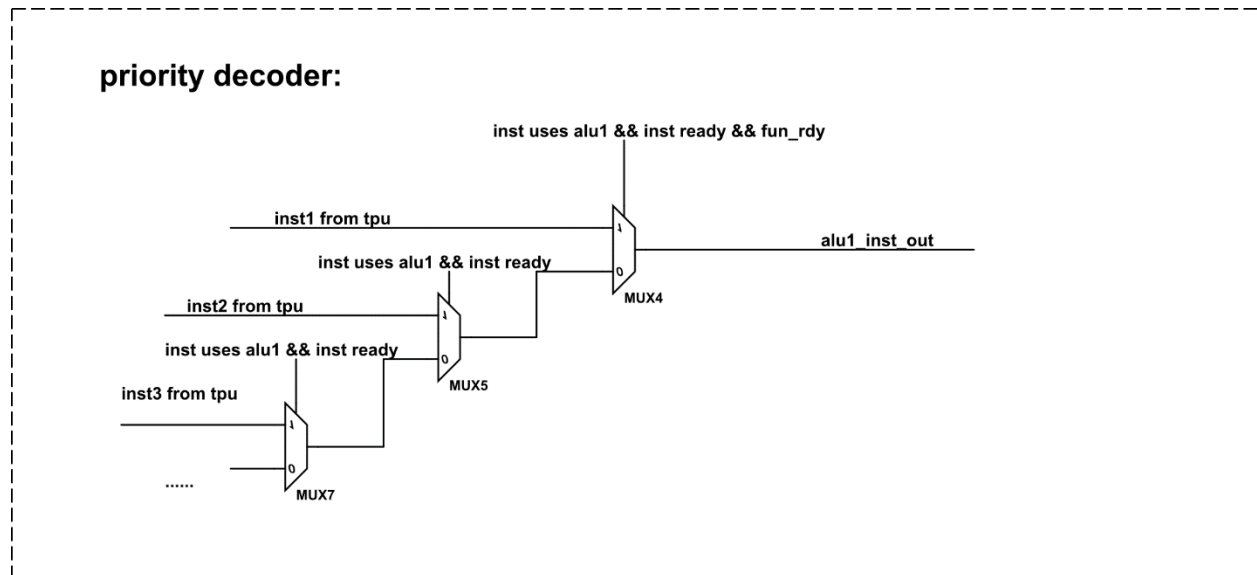 priority decoder:
inst uses alu1 && inst ready && fun_rdy
inst1 from tpu
1
alu1_inst_out
inst uses alu1 && inst ready
0
MUX4
inst2 from tpu
1
inst uses alu1 && inst ready
0
MUX5
inst3 from tpu
1
0
......
MUX7